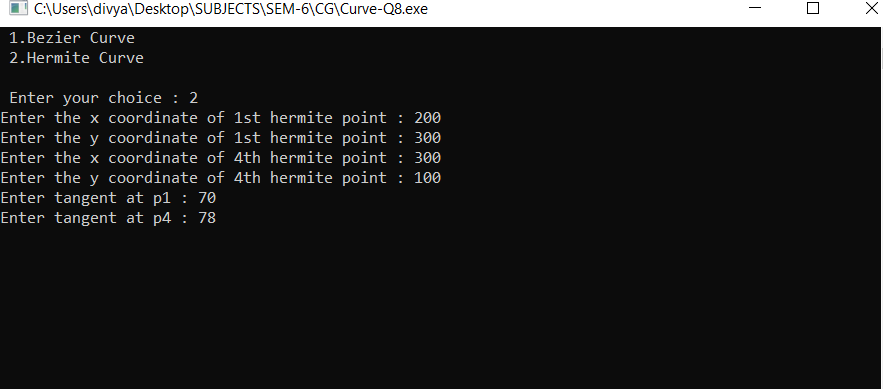 C:\Users\divya\Desktop\SUBJECTS\SEM-6\CG\Curve-Q8.exe
1.Bezier Curve
2.Hermite Curve
Enter your choice : 2
Enter the x coordinate of 1st hermite point : 200
Enter the y coordinate of 1st hermite point : 300
Enter the x coordinate of 4th hermite point : 300
Enter the y coordinate of 4th hermite point : 100
Enter tangent at p1 : 70
Enter tangent at p4 : 78